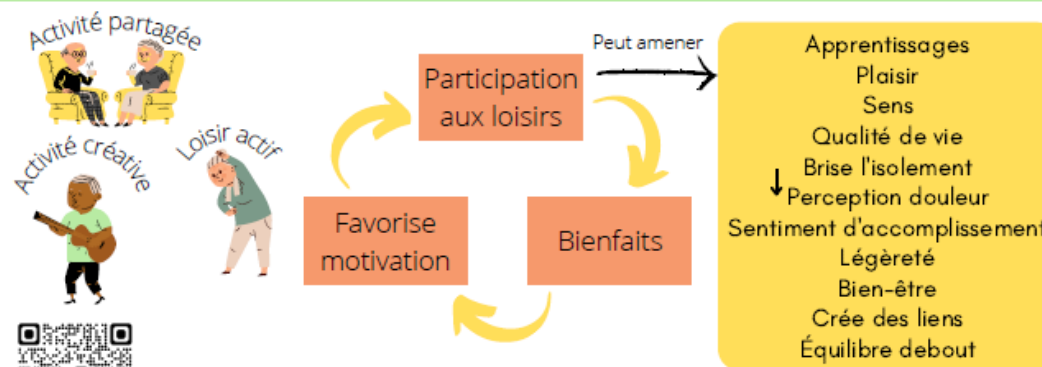 Activité partagée
Activité créative
Loisir actif
Participation
aux loisirs
Peut amener
Favorise
motivation
Bienfaits
Apprentissages
Plaisir
Sens
Qualité de vie
Brise l'isolement
↓ Perception douleur
Sentiment d'accomplissement
Légèreté
Bien-être
Crée des liens
Équilibre debout